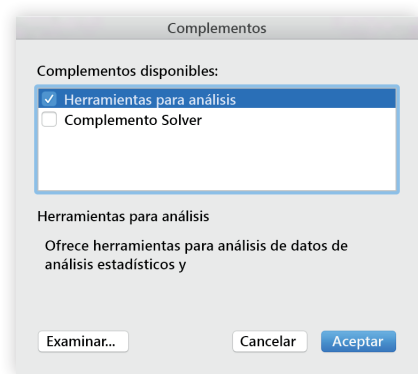 Complementos
Complementos disponibles:
Herramientas para análisis
Complemento Solver
Herramientas para análisis
Ofrece herramientas para análisis de datos de
análisis estadísticos y
Examinar...
Cancelar
Aceptar